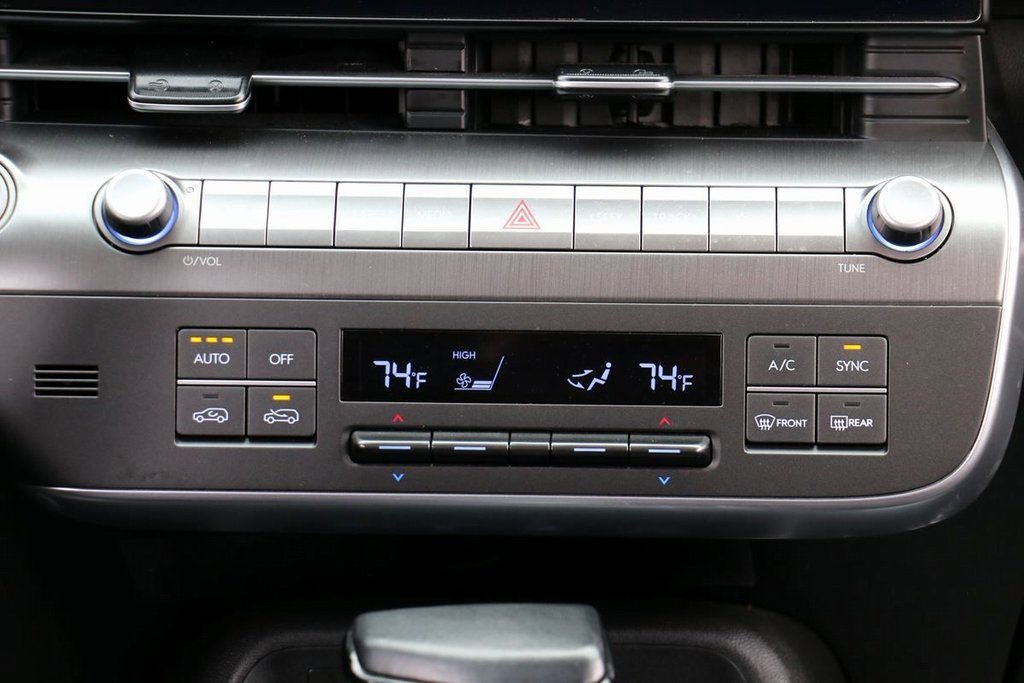 /VOL
TUNE
AUTO OFF
HIGH
74°F 74°F
A/C SYNC
FRONT REAR